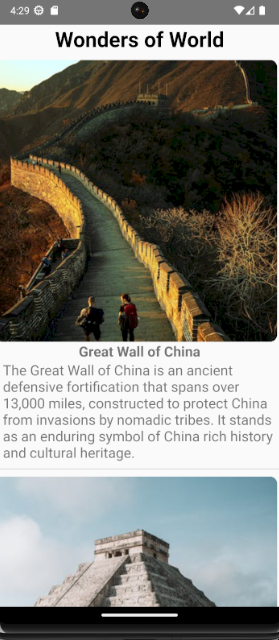 4:29
Wonders of World
Great Wall of China
The Great Wall of China is an ancient
defensive fortification that spans over
13,000 miles, constructed to protect China
from invasions by nomadic tribes. It stands
as an enduring symbol of China rich history
and cultural heritage.